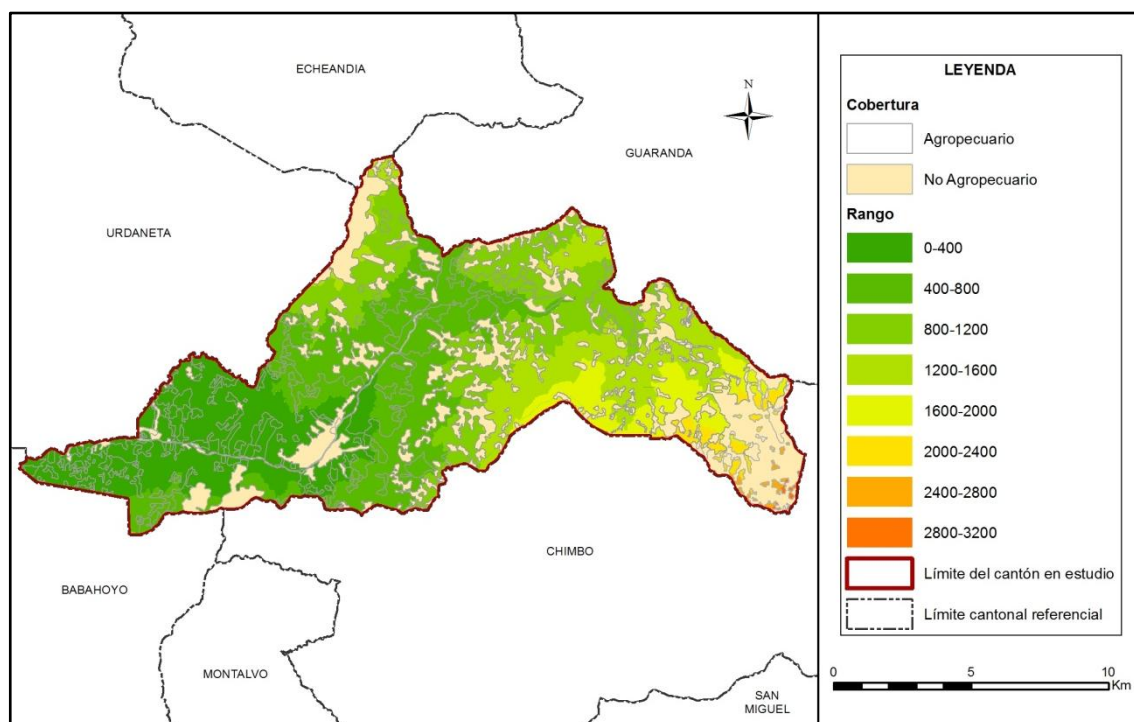 ECHEANDIA
N
GUARANDA
URDANETA
CHIMBO
BABAHOYO
MONTALVO
SAN
MIGUEL
LEYENDA
Cobertura
Agropecuario
No Agropecuario
Rango
0-400
400-800
800-1200
1200-1600
1600-2000
2000-2400
2400-2800
2800-3200
Límite del cantón en estudio
Límite cantonal referencial
0 5 10
Km